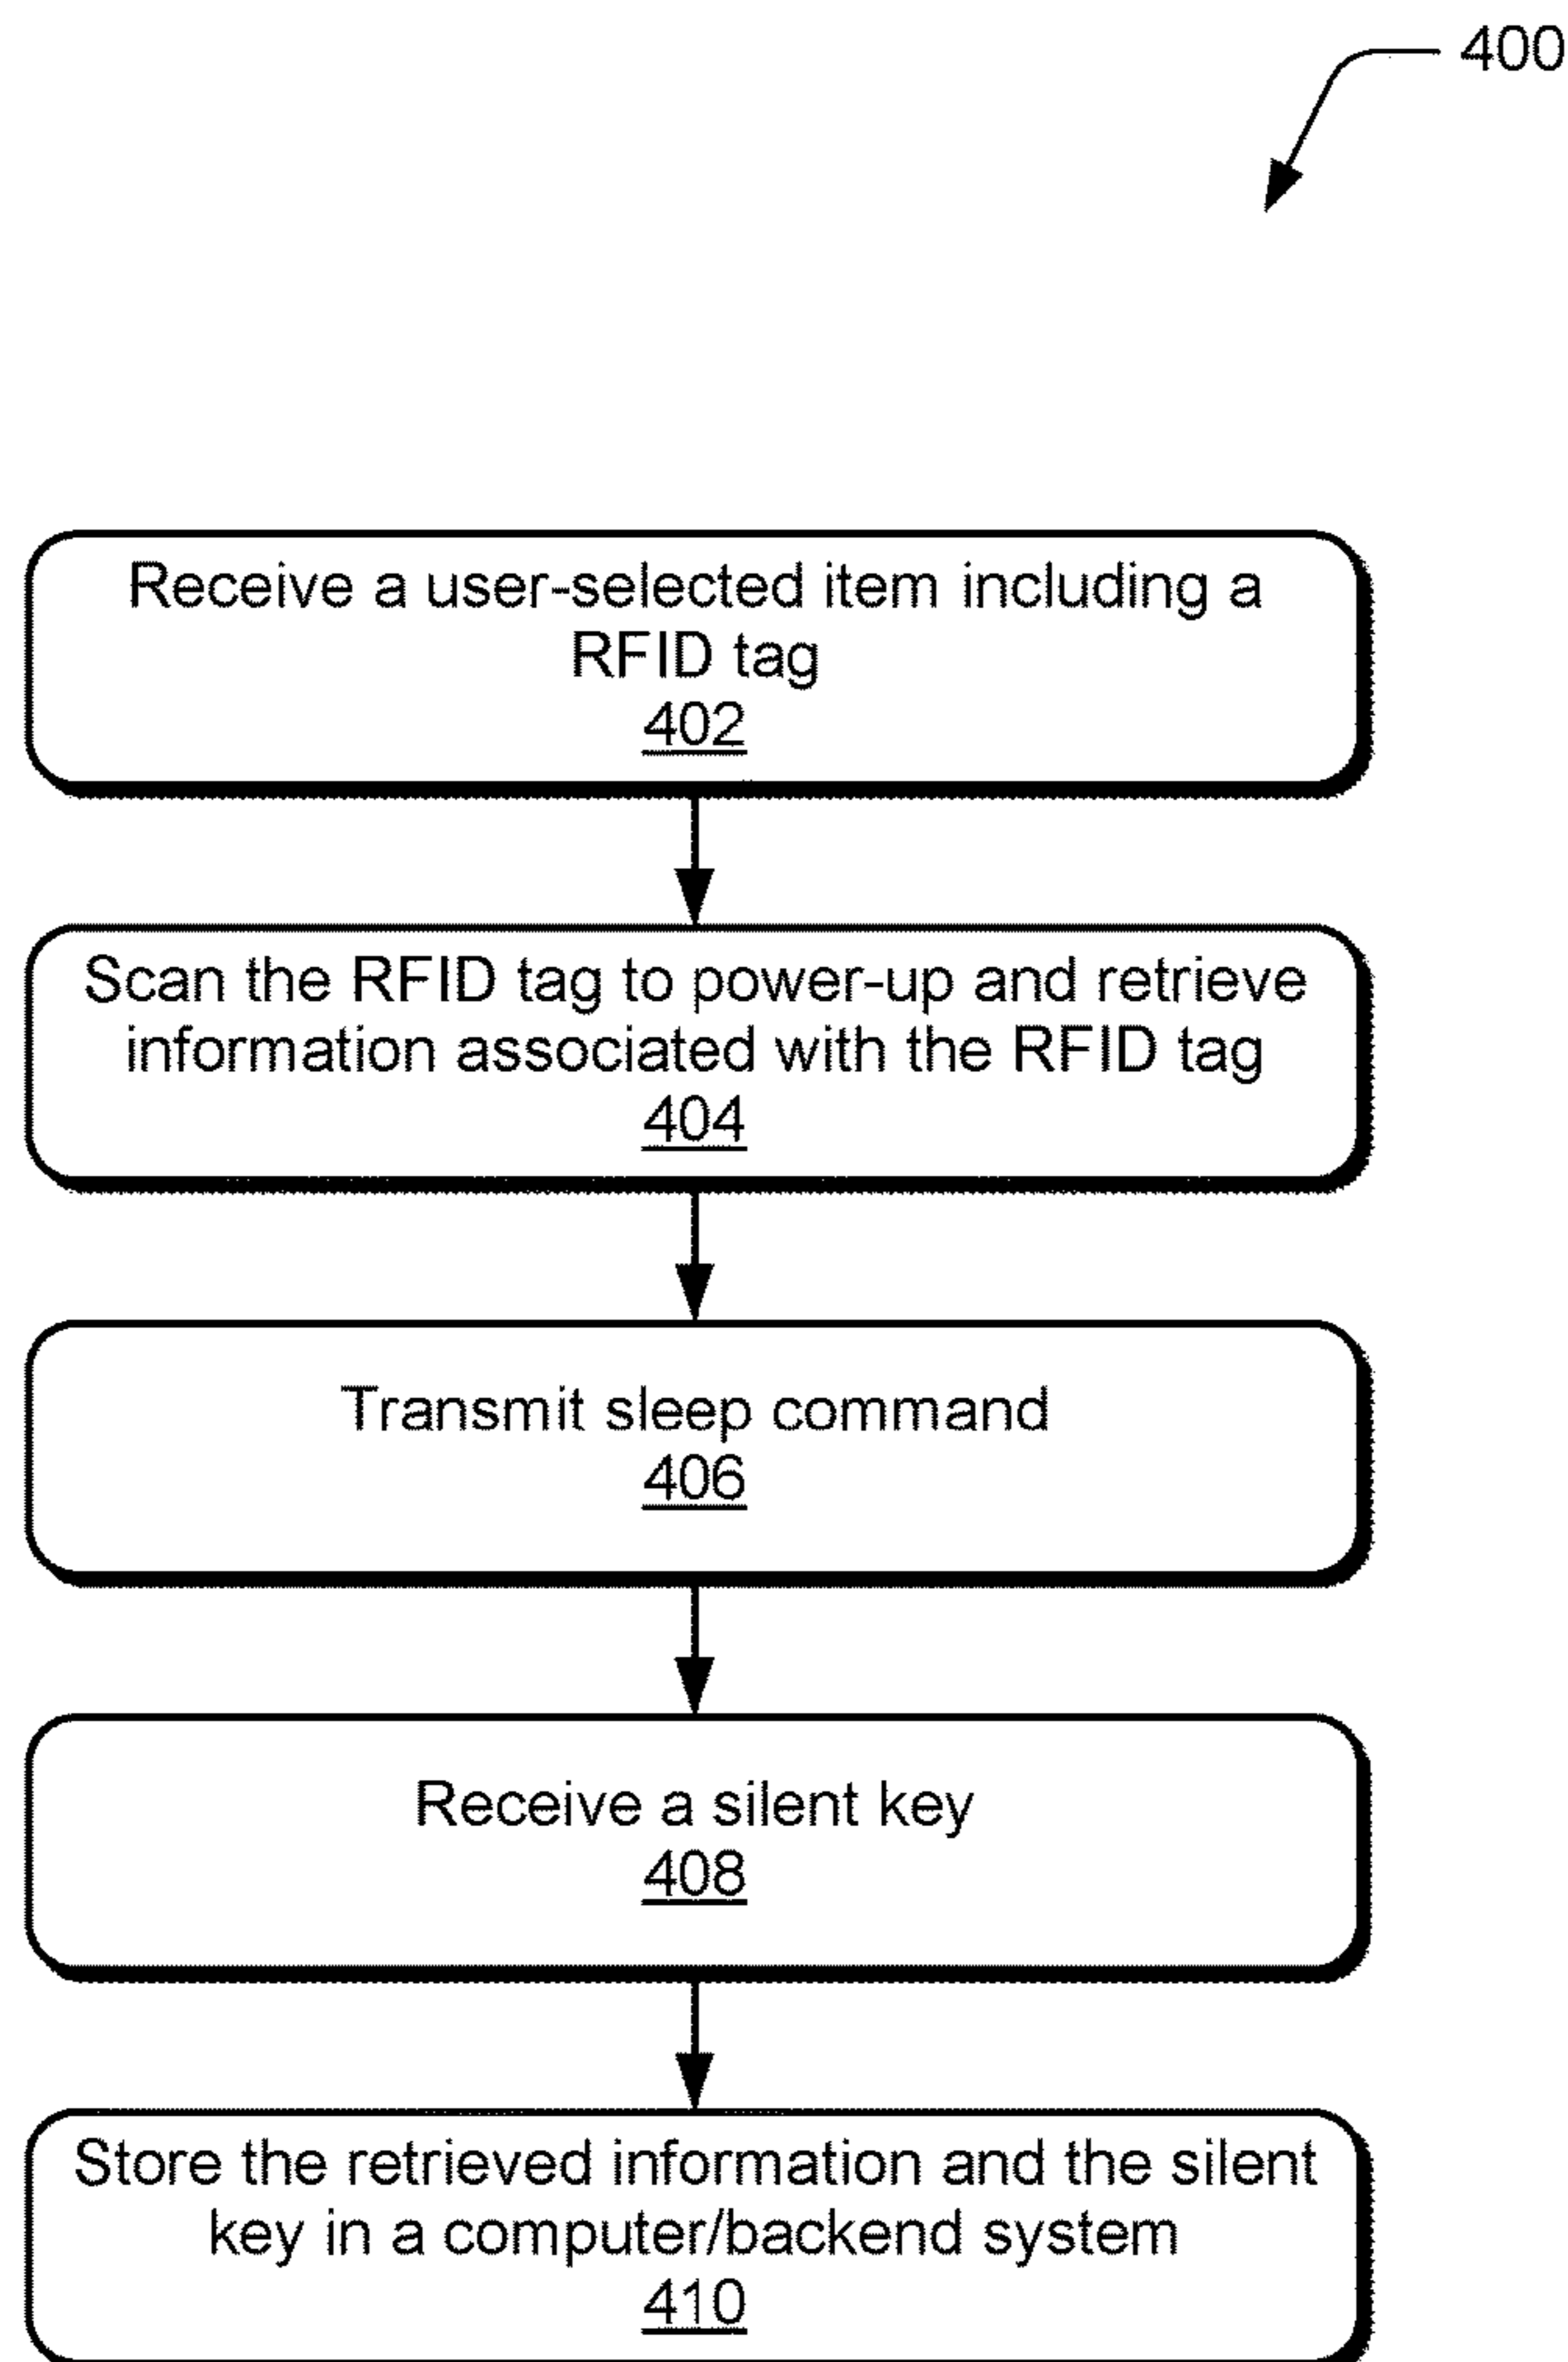 400
Receive a user-selected item including a
RFID tag
402
Scan the RFID tag to power-up and retrieve
information associated with the RFID tag
404
Transmit sleep command
406
Receive a silent key
408
Store the retrieved information and the silent
key in a computer/backend system
410